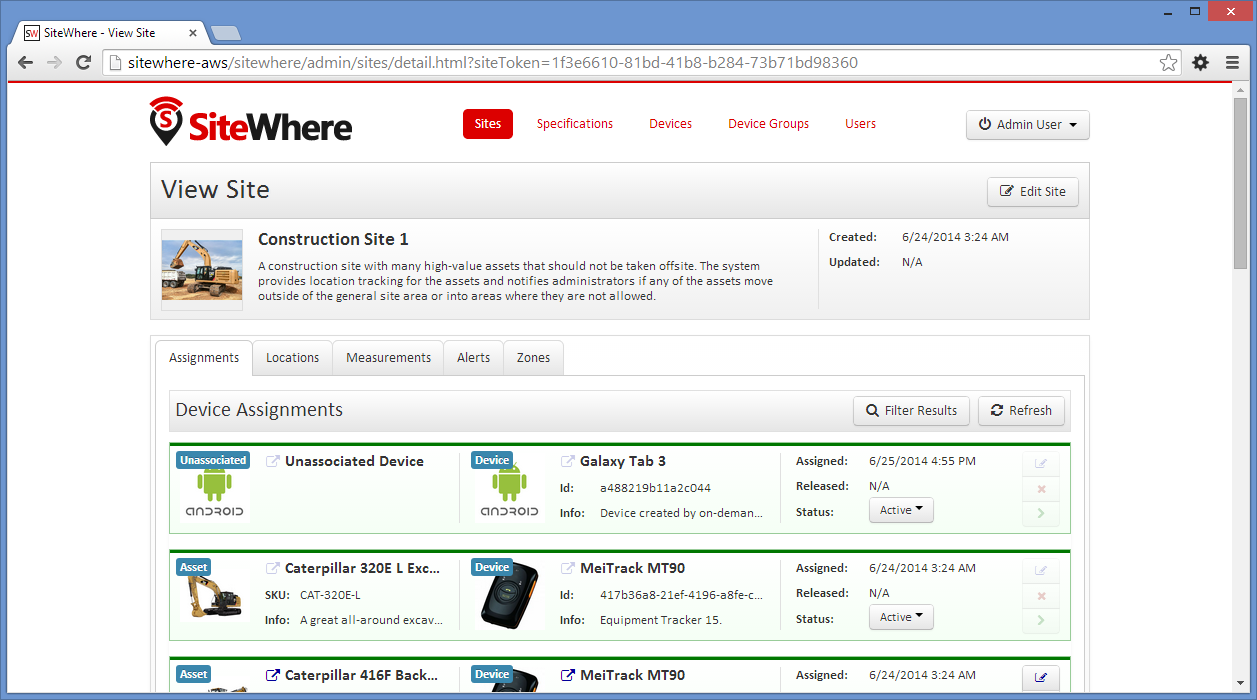 SW SiteWhere - View Site
sitewhere-aws/sitewhere/admin/sites/detail.html?siteToken=1f3e6610-81bd-41b8-b284-73b71bd98360
S SiteWhere
Sites Specifications Devices Device Groups Users Admin User
View Site
Edit Site
Construction Site 1
A construction site with many high-value assets that should not be taken offsite. The system
provides location tracking for the assets and notifies administrators if any of the assets move
outside of the general site area or into areas where they are not allowed.
Created: 6/24/2014 3:24 AM
Updated: N/A
Assignments Locations Measurements Alerts Zones
Device Assignments
Filter Results Refresh
Unassociated
ANDROID
Unassociated Device
Device
ANDROID
Galaxy Tab 3
Id: a488219b11a2c044
Info: Device created by on-deman...
Assigned: 6/25/2014 4:55 PM
Released: N/A
Status: Active
Asset
Caterpillar 320E L Exc...
SKU: CAT-320E-L
Info: A great all-around excav...
Device
MeiTrack MT90
Id: 417b36a8-21ef-4196-a8fe-c...
Info: Equipment Tracker 15.
Assigned: 6/24/2014 3:24 AM
Released: N/A
Status: Active
Asset
Caterpillar 416F Back...
Device
MeiTrack MT90
Assigned: 6/24/2014 3:24 AM